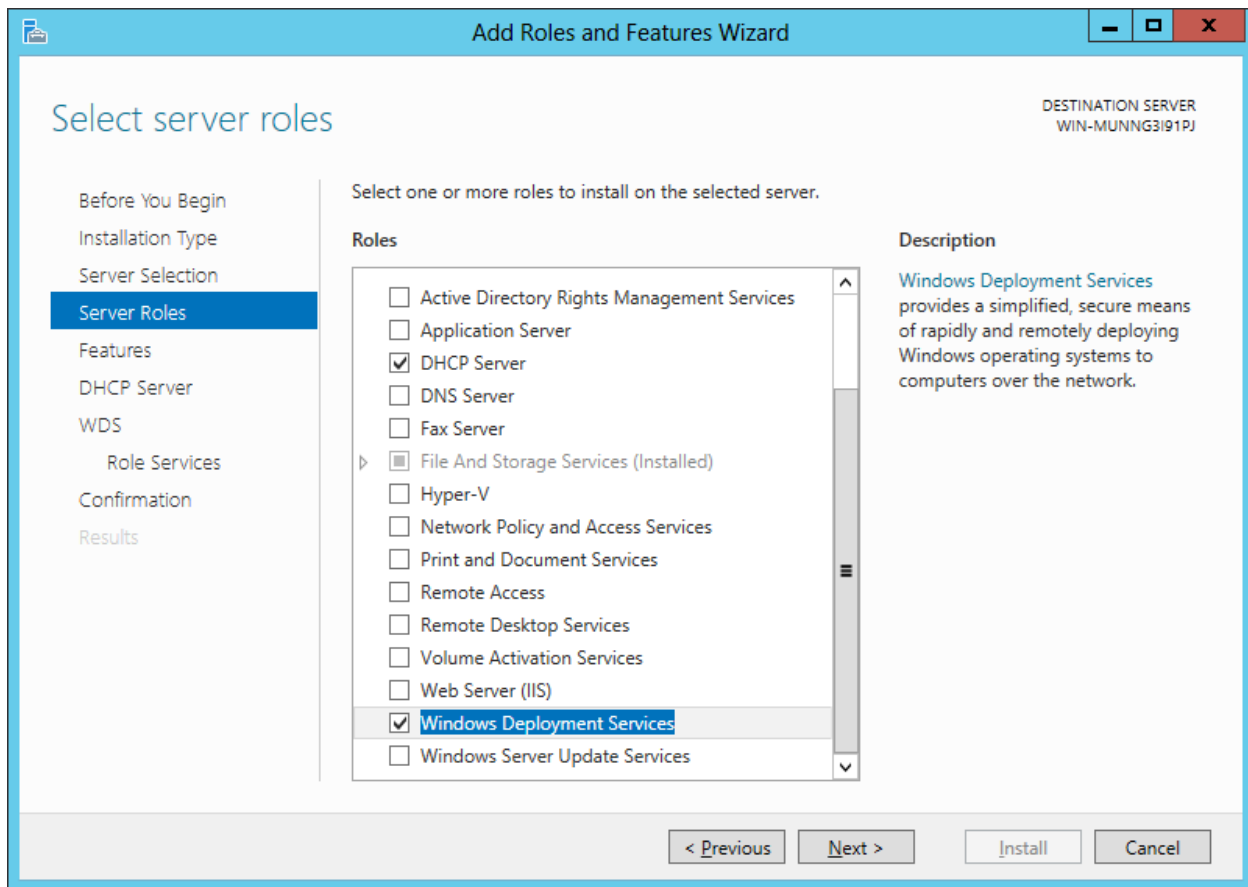 Add Roles and Features Wizard
Select server roles
DESTINATION SERVER
WIN-MUNNG3I91PJ
Before You Begin
Installation Type
Server Selection
Server Roles
Features
DHCP Server
WDS
Role Services
Confirmation
Results
Select one or more roles to install on the selected server.
Roles
Active Directory Rights Management Services
Application Server
DHCP Server
DNS Server
Fax Server
File And Storage Services (Installed)
Hyper-V
Network Policy and Access Services
Print and Document Services
Remote Access
Remote Desktop Services
Volume Activation Services
Web Server (IIS)
Windows Deployment Services
Windows Server Update Services
Description
Windows Deployment Services
provides a simplified, secure means
of rapidly and remotely deploying
Windows operating systems to
computers over the network.
< Previous
Next >
Install
Cancel